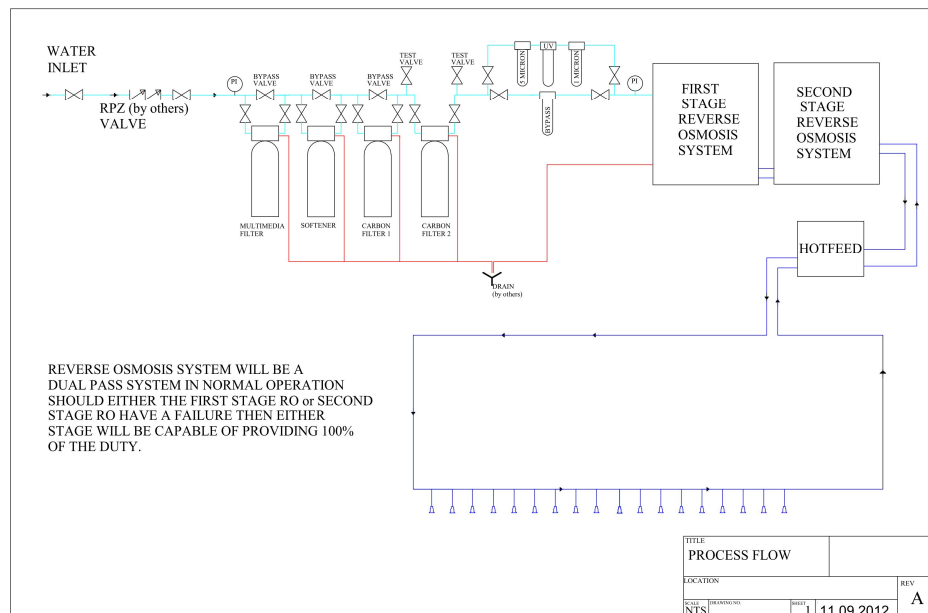 WATER
INLET
RPZ (by others)
VALVE
PI
BYPASS
VALVE
BYPASS
VALVE
BYPASS
VALVE
TEST
VALVE
TEST
VALVE
5 MICRON
UV
1 MICRON
BYPASS
PI
FIRST
STAGE
REVERSE
OSMOSIS
SYSTEM
SECOND
STAGE
REVERSE
OSMOSIS
SYSTEM
MULTIMEDIA
FILTER
SOFTENER
CARBON
FILTER 1
CARBON
FILTER 2
DRAIN
(by others)
HOTFEED
REVERSE OSMOSIS SYSTEM WILL BE A
DUAL PASS SYSTEM IN NORMAL OPERATION
SHOULD EITHER THE FIRST STAGE RO or SECOND
STAGE RO HAVE A FAILURE THEN EITHER
STAGE WILL BE CAPABLE OF PROVIDING 100%
OF THE DUTY.
TITLE
PROCESS FLOW
LOCATION
REV
A
SCALE
NTS
DRAWING NO.
SHEET
1
11.09.2012